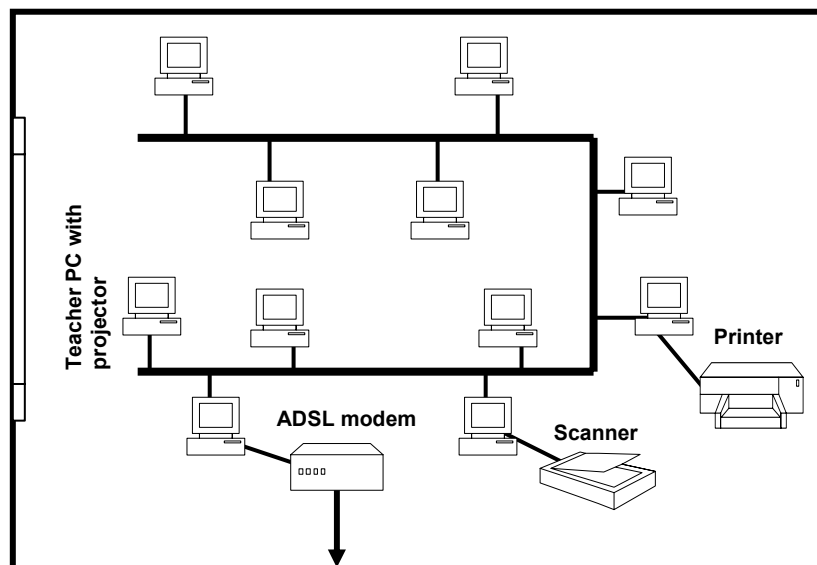 Teacher PC with
projector
Printer
ADSL modem
Scanner